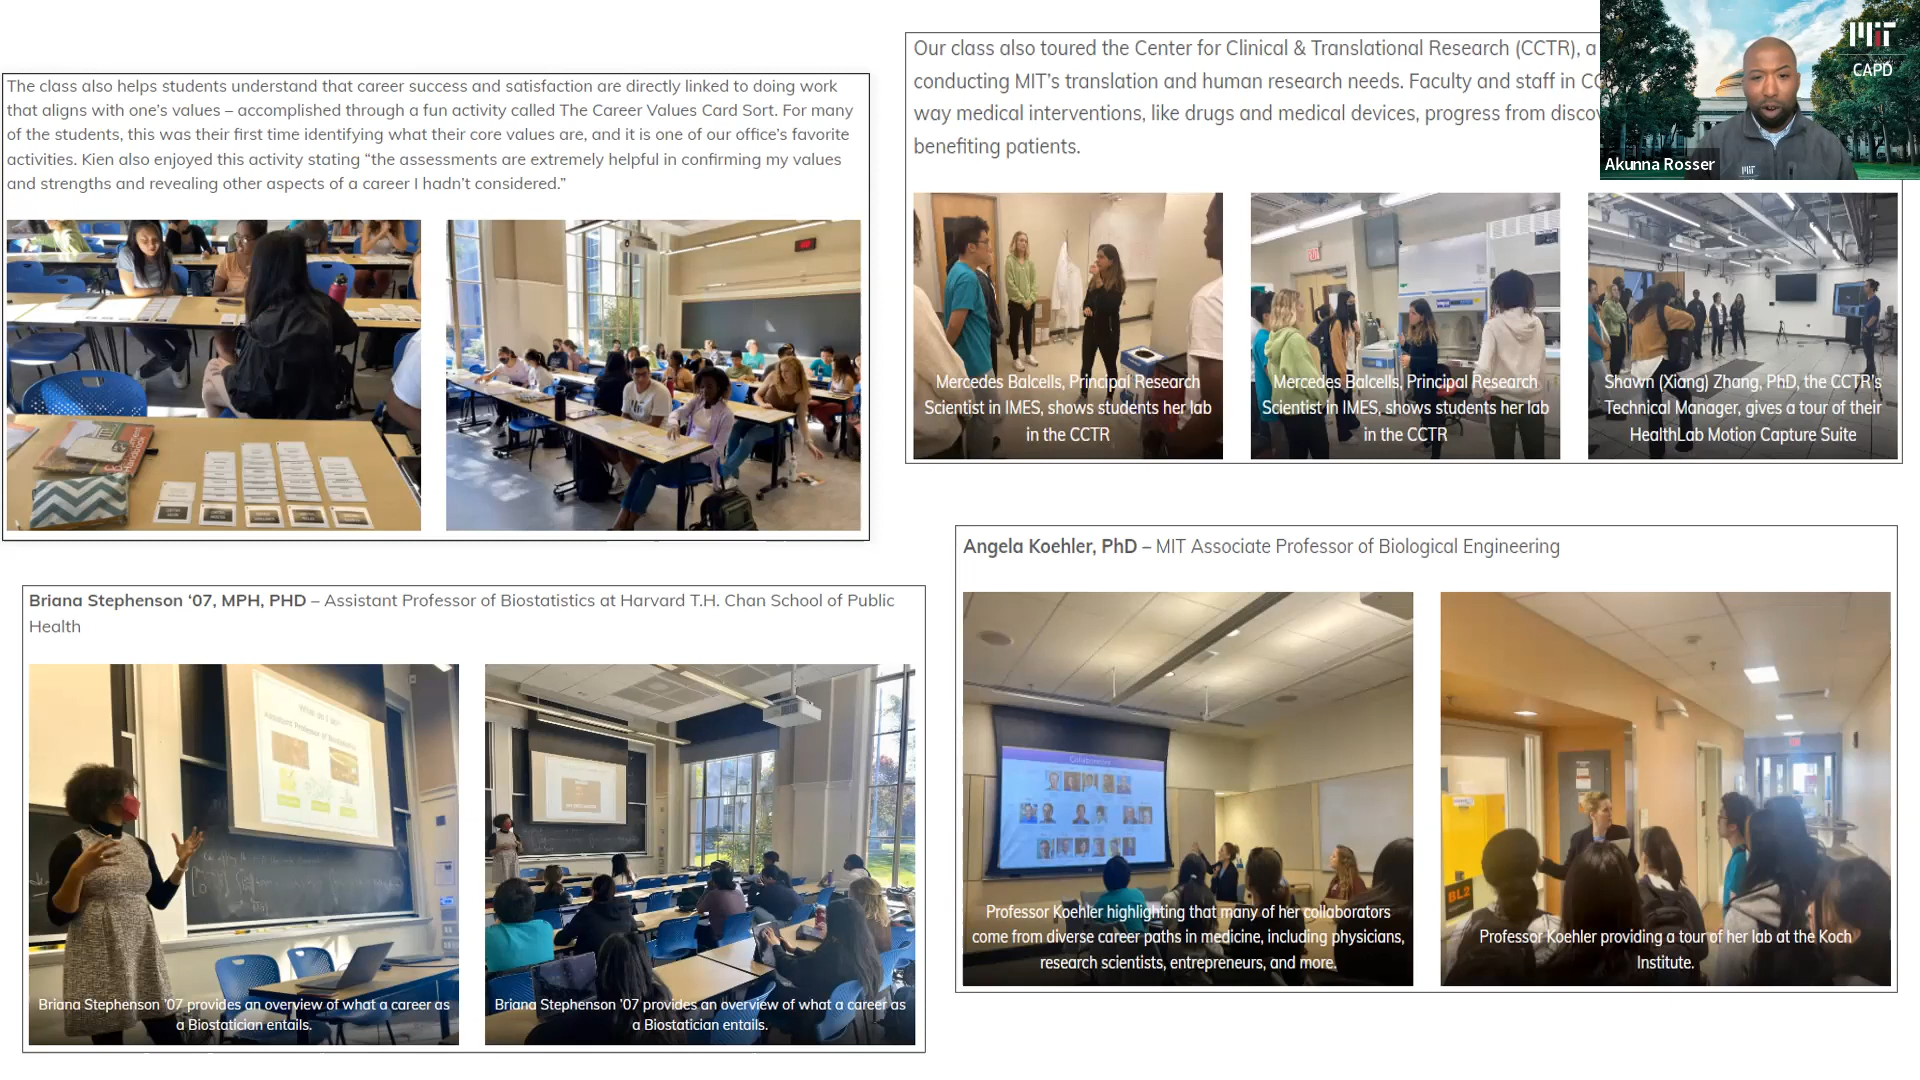 The class also helps students understand that career success and satisfaction are directly linked to doing work
that aligns with one's values – accomplished through a fun activity called The Career Values Card Sort. For many
of the students, this was their first time identifying what their core values are, and it is one of our office's favorite
activities. Kien also enjoyed this activity stating “the assessments are extremely helpful in confirming my values
and strengths and revealing other aspects of a career I hadn't considered.”
Our class also toured the Center for Clinical & Translational Research (CCTR), a
conducting MIT's translation and human research needs. Faculty and staff in
way medical interventions, like drugs and medical devices, progress from
benefiting patients.
MIT
CAPD
Akunna Rosser
Mercedes Balcells, Principal Research
Scientist in IMES, shows students her lab
in the CCTR
Mercedes Balcells, Principal Research
Scientist in IMES, shows students her lab
in the CCTR
Shawn (Xiang) Zhang, PhD, the CCTR's
Technical Manager, gives a tour of their
HealthLab Motion Capture Suite
Briana Stephenson ‘07, MPH, PHD – Assistant Professor of Biostatistics at Harvard T.H. Chan School of Public
Health
What do I do?
Assistant Professor of Biostatistics
Briana Stephenson '07 provides an overview of what a career as
a Biostatician entails.
Briana Stephenson '07 provides an overview of what a career as
a Biostatician entails.
Angela Koehler, PhD – MIT Associate Professor of Biological Engineering
Collaborators
Professor Koehler highlighting that many of her collaborators
come from diverse career paths in medicine, including physicians,
research scientists, entrepreneurs, and more.
BL2
Professor Koehler providing a tour of her lab at the Koch
Institute.